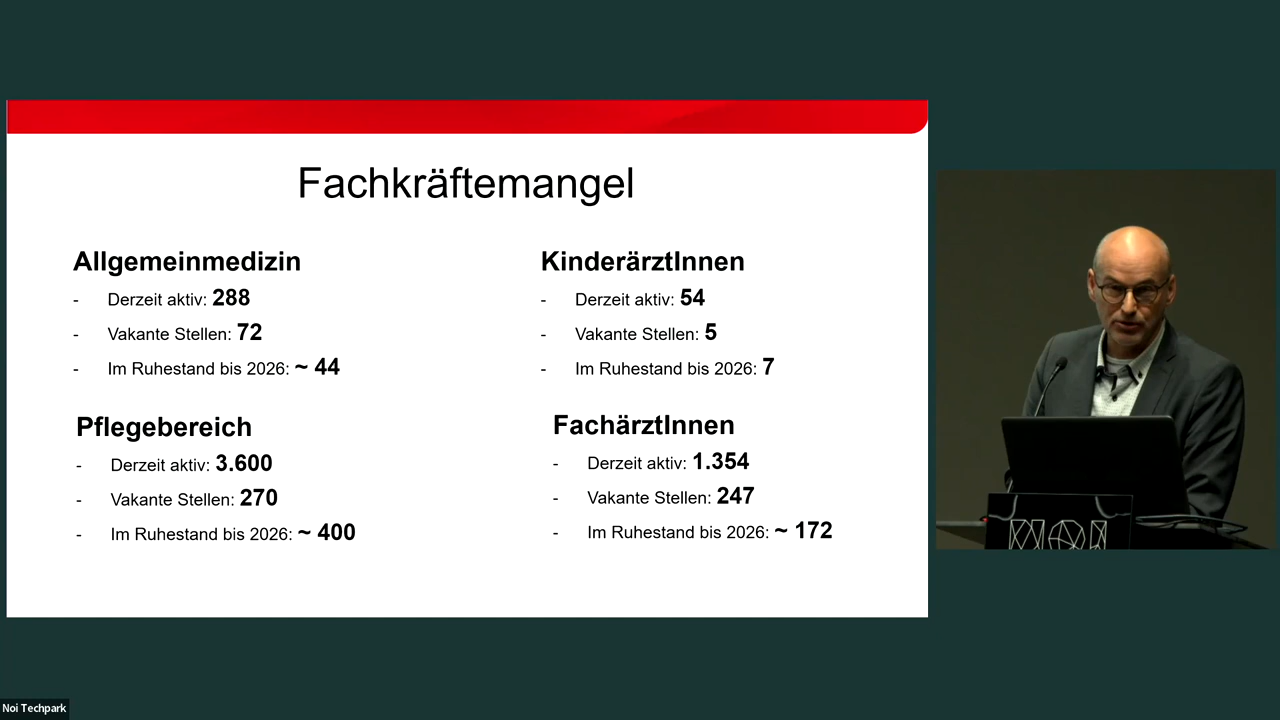 Fachkräftemangel
Allgemeinmedizin
- Derzeit aktiv: 288
- Vakante Stellen: 72
- Im Ruhestand bis 2026: ~ 44
KinderärztInnen
- Derzeit aktiv: 54
- Vakante Stellen: 5
- Im Ruhestand bis 2026: 7
Pflegebereich
- Derzeit aktiv: 3.600
- Vakante Stellen: 270
- Im Ruhestand bis 2026: ~ 400
FachärztInnen
- Derzeit aktiv: 1.354
- Vakante Stellen: 247
- Im Ruhestand bis 2026: ~ 172
NOI
Noi Techpark